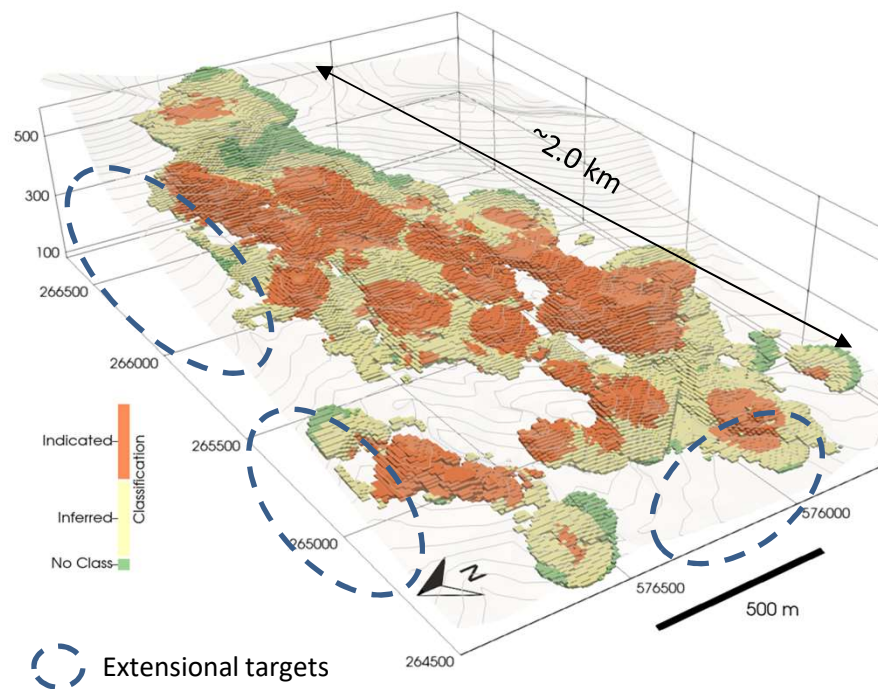 500
300
100
266500
266000
265500
265000
264500
576500
576000
~2.0 km
Indicated
Inferred
No Class
Classification
N
500 m
Extensional targets